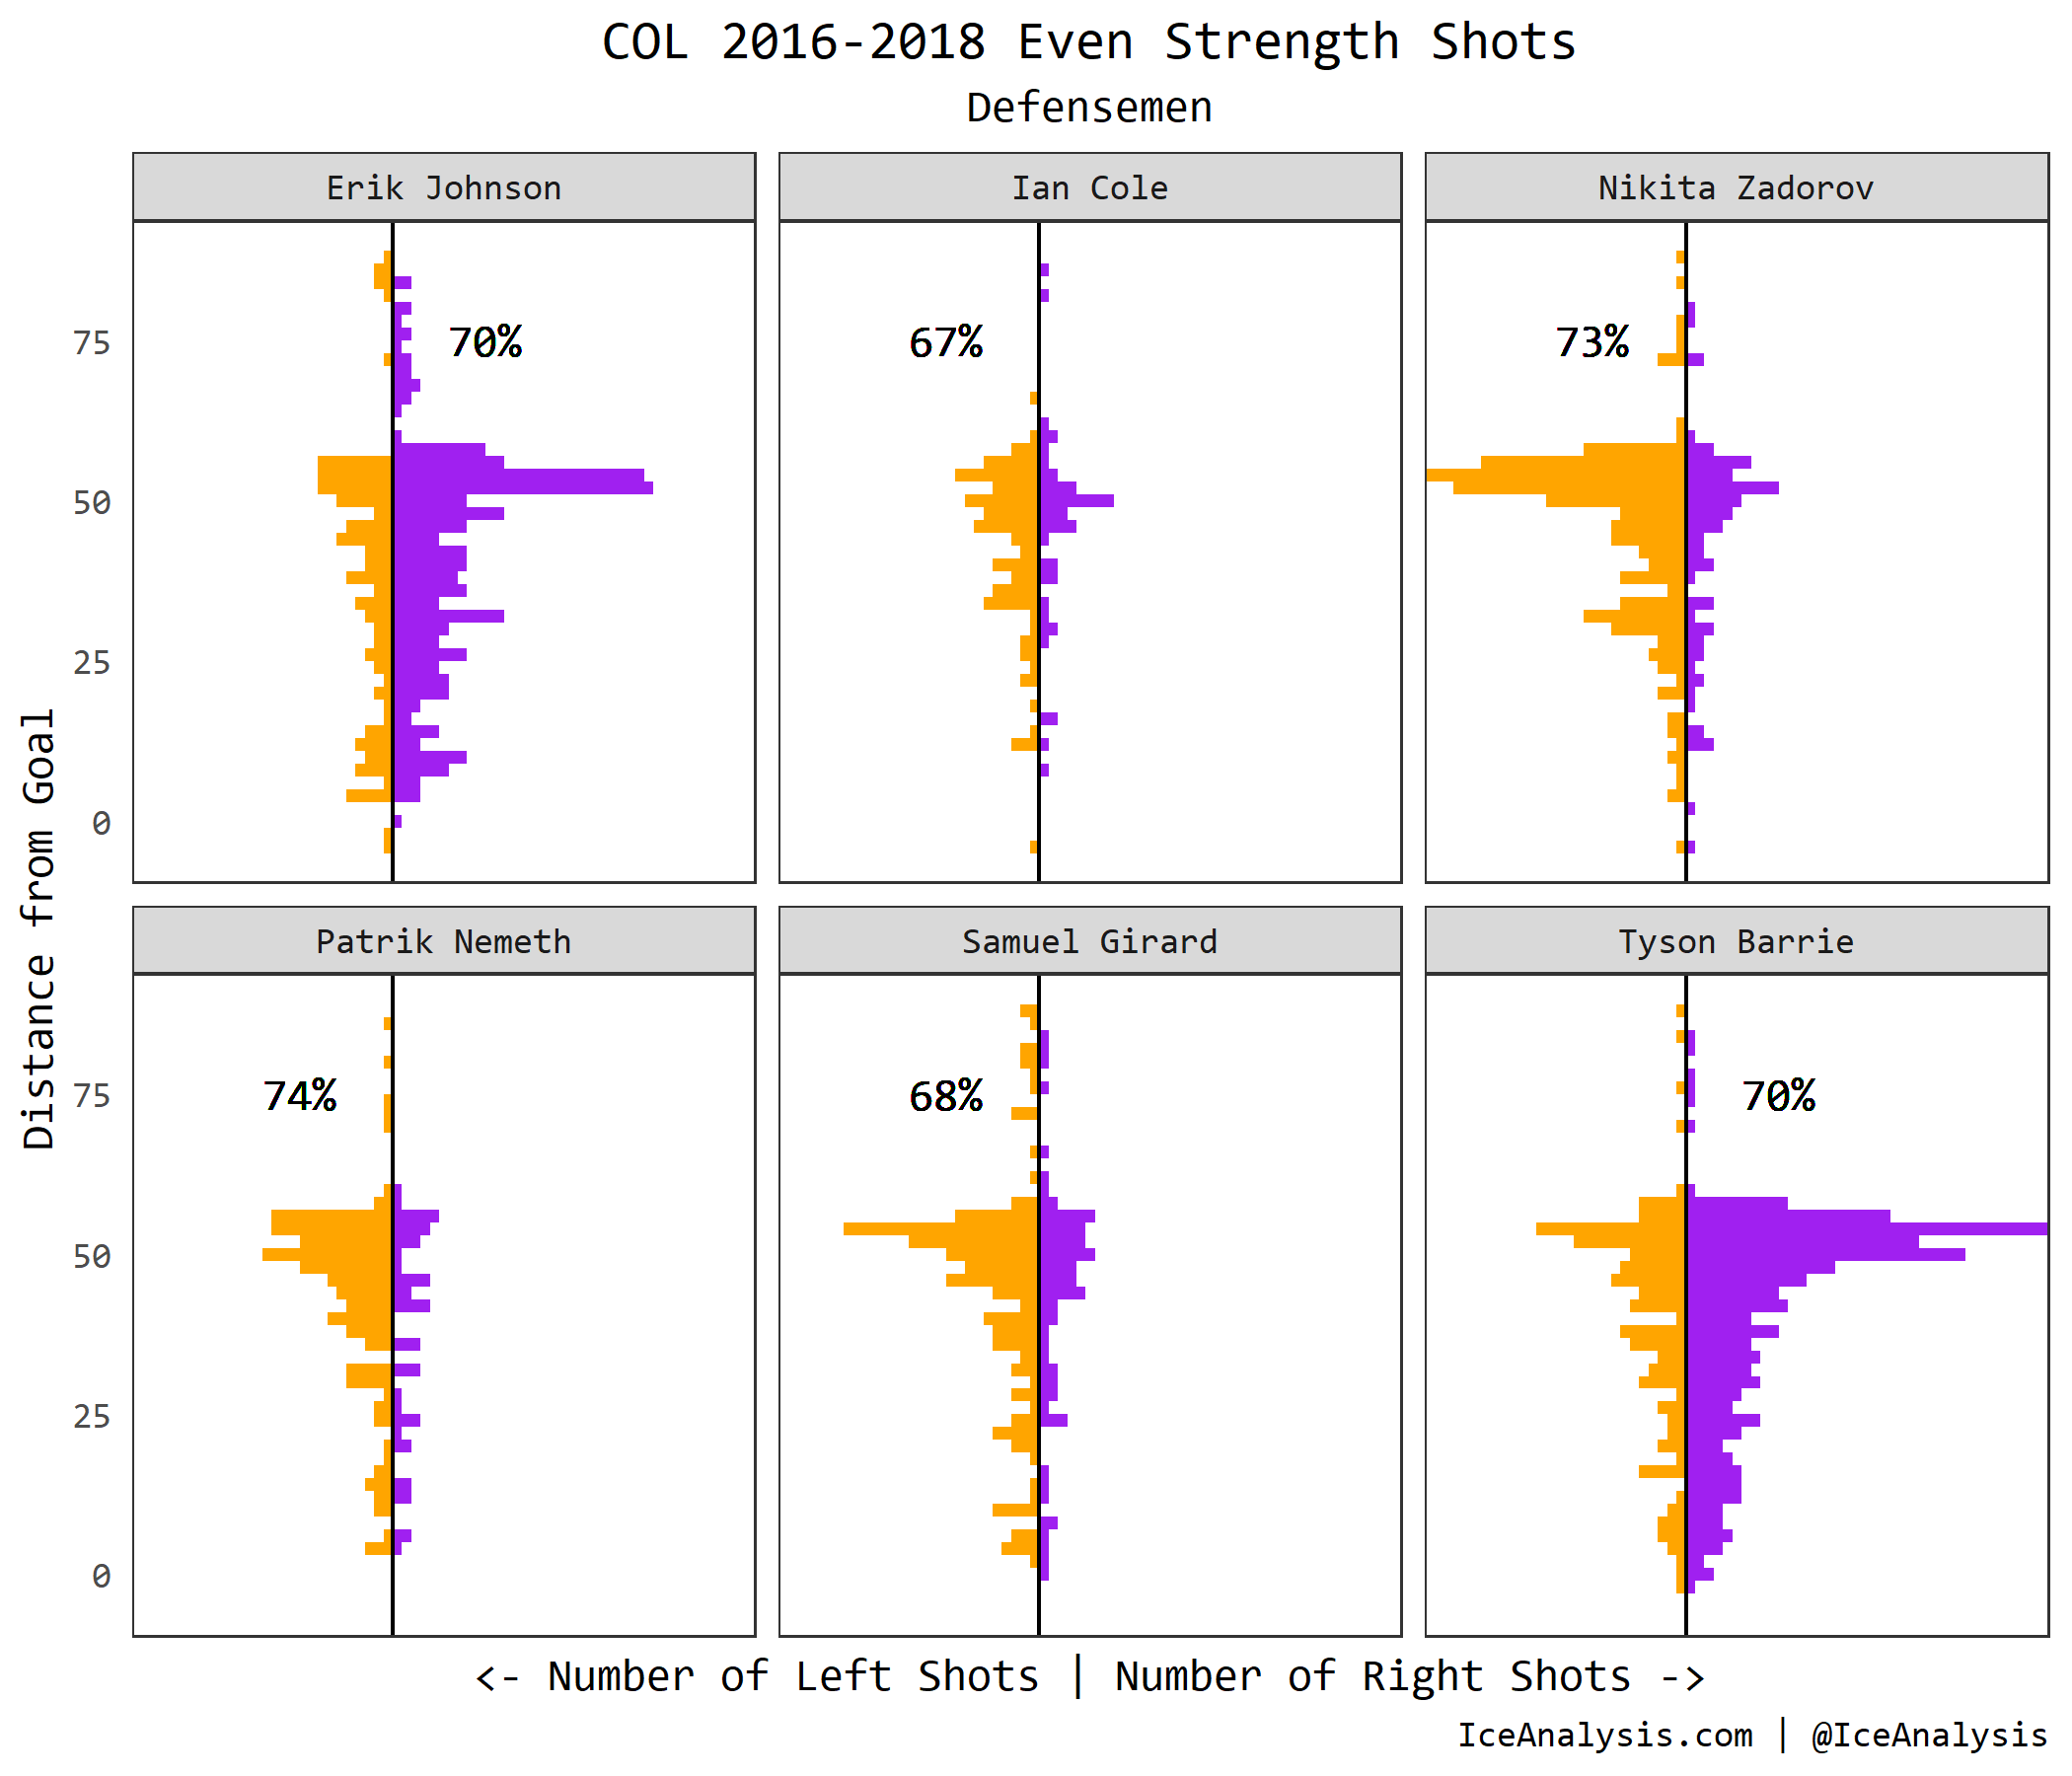 COL 2016-2018 Even Strength Shots
Defensemen
Erik Johnson
Ian Cole
Nikita Zadorov
75
50
25
0
70%
67%
73%
Distance from Goal
Patrik Nemeth
Samuel Girard
Tyson Barrie
75
50
25
0
74%
68%
70%
<- Number of Left Shots | Number of Right Shots ->
IceAnalysis.com | @IceAnalysis